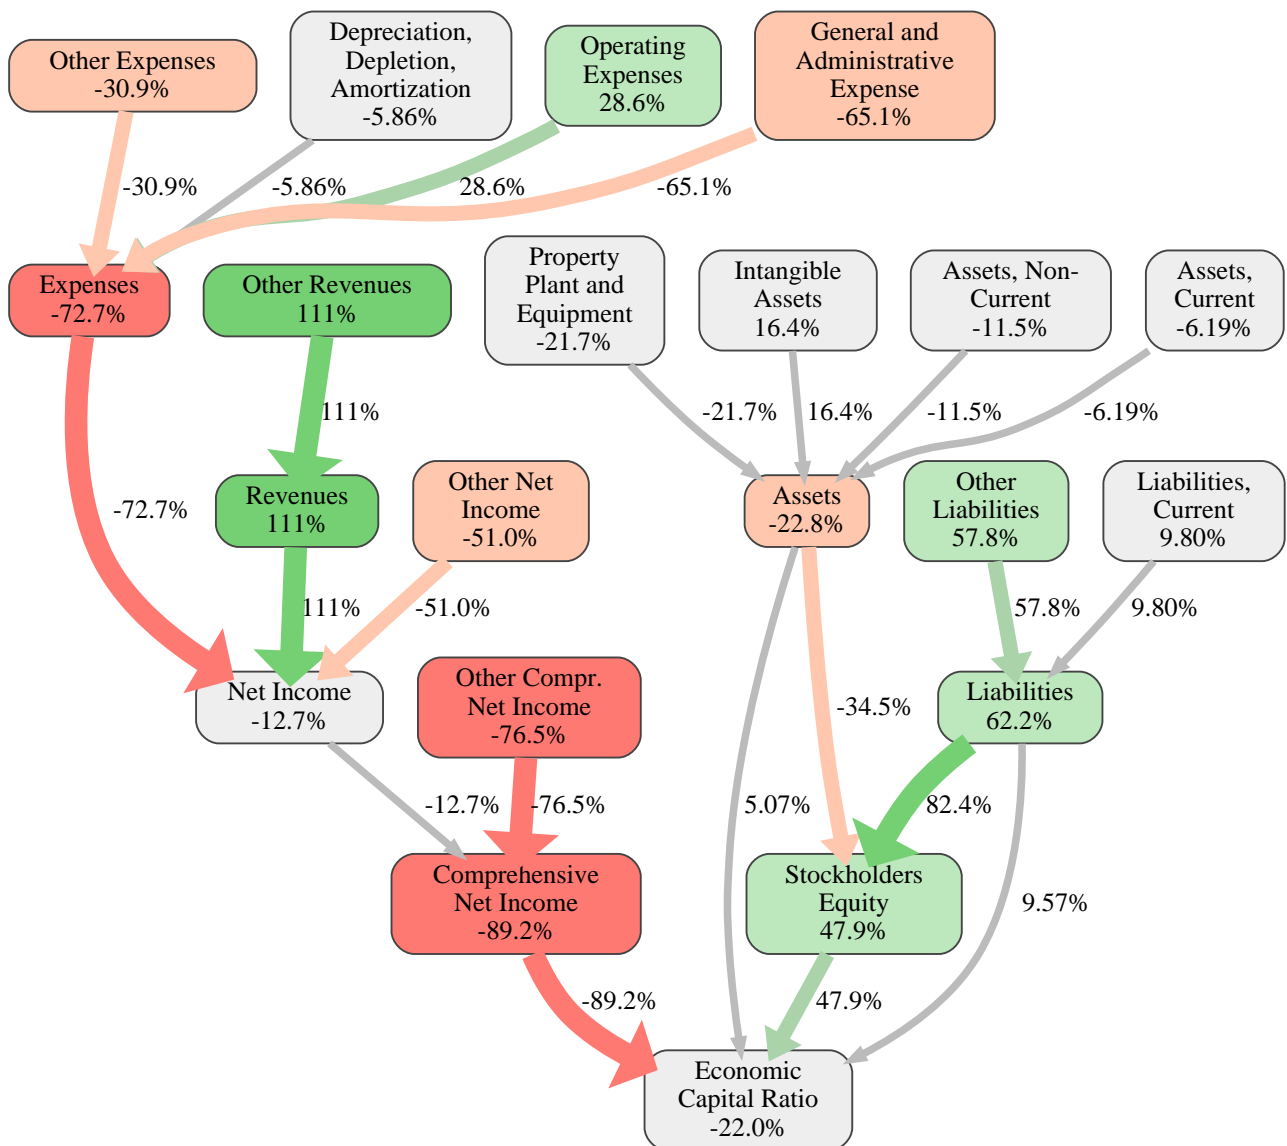 Other Expenses
-30.9%
Depreciation,
Depletion,
Amortization
-5.86%
Operating
Expenses
28.6%
General and
Administrative
Expense
-65.1%
-30.9%
-5.86%
28.6%
-65.1%
Expenses
-72.7%
Other Revenues
111%
Property
Plant and
Equipment
-21.7%
Intangible
Assets
16.4%
Assets, Non-
Current
-11.5%
Assets,
Current
-6.19%
111%
-21.7%
16.4%
-11.5%
-6.19%
-72.7%
Revenues
111%
Other Net
Income
-51.0%
Assets
-22.8%
Other
Liabilities
57.8%
Liabilities,
Current
9.80%
111%
-51.0%
57.8%
9.80%
Net Income
-12.7%
Other Compr.
Net Income
-76.5%
-34.5%
Liabilities
62.2%
-12.7%
-76.5%
5.07%
82.4%
Comprehensive
Net Income
-89.2%
Stockholders
Equity
47.9%
9.57%
-89.2%
47.9%
Economic
Capital Ratio
-22.0%